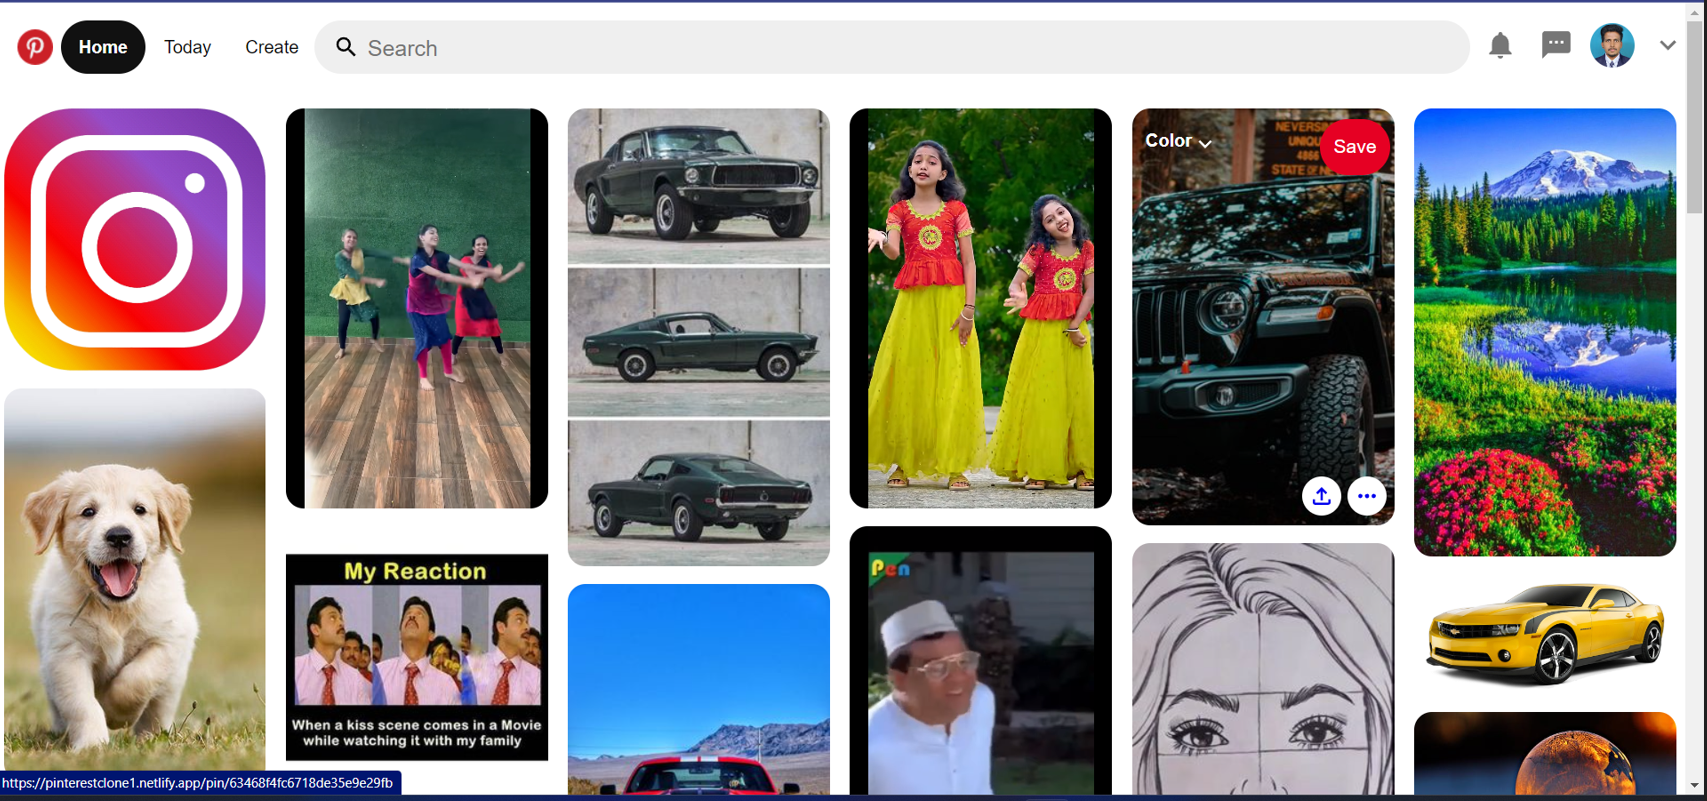 Home
Today
Create
Search
Color
Save
NEVERSI
UNIQU
4866
STATE OF N
My Reaction
When a kiss scene comes in a Movie
while watching it with my family
Pen
https://pinterestclone1.netlify.app/pin/63468f4fc6718de35e9e29fb